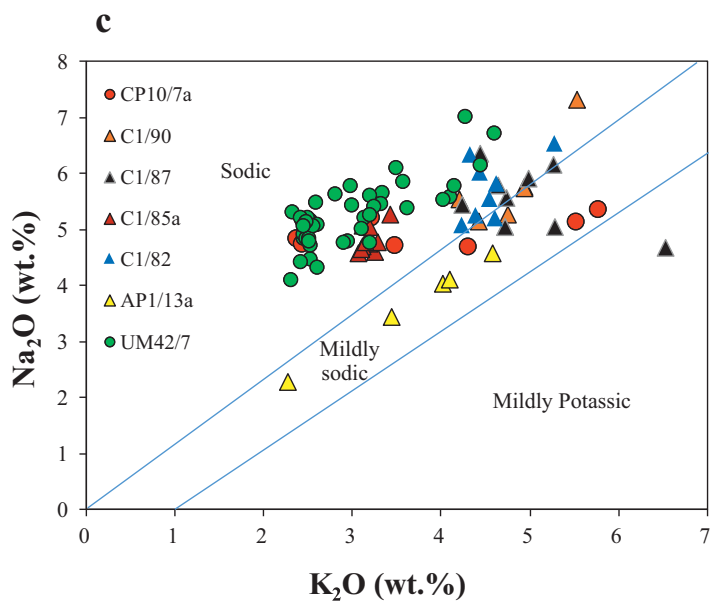 c
Na₂O (wt.%)
8
7
6
5
4
3
2
1
0
CP10/7a
C1/90
C1/87
C1/85a
C1/82
AP1/13a
UM42/7
Sodic
Mildly
sodic
Mildly Potassic
0 1 2 3 4 5 6 7
K₂O (wt.%)